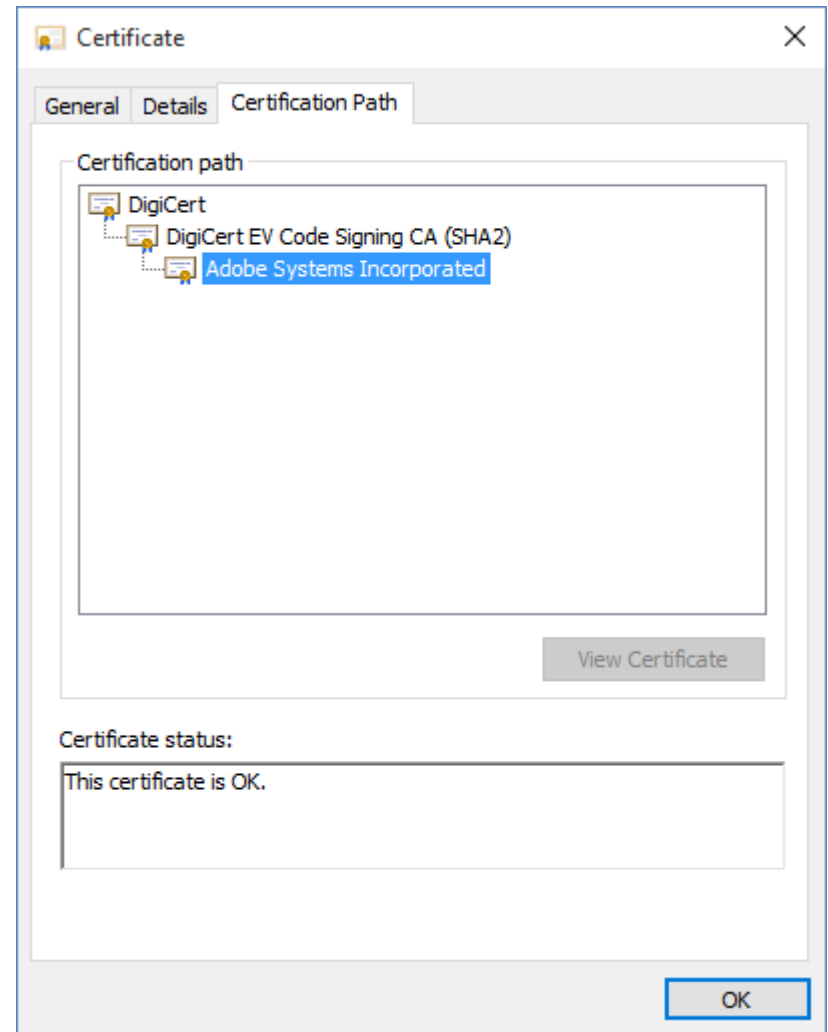 Certificate
General Details Certification Path
Certification path
DigiCert
DigiCert EV Code Signing CA (SHA2)
Adobe Systems Incorporated
View Certificate
Certificate status:
This certificate is OK.
OK